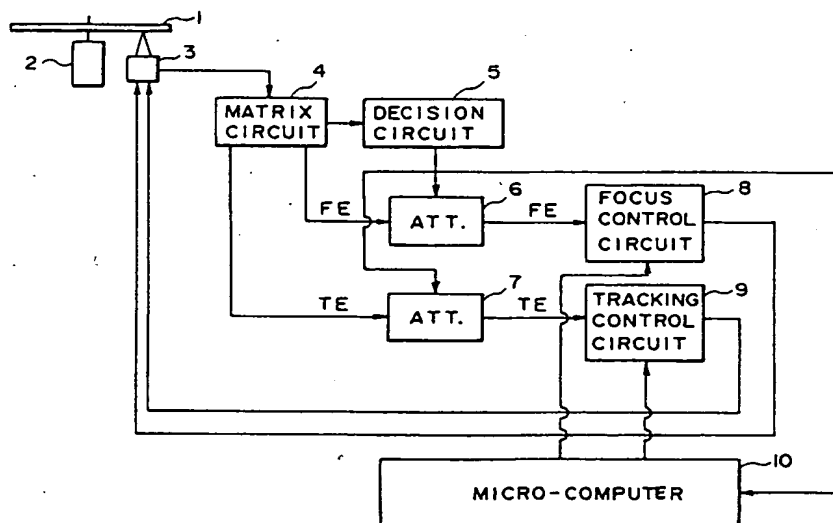 1
2
3
4
MATRIX
CIRCUIT
5
DECISION
CIRCUIT
6
FE
ATT.
FE
8
FOCUS
CONTROL
CIRCUIT
7
TE
ATT.
TE
9
TRACKING
CONTROL
CIRCUIT
10
MICRO-COMPUTER